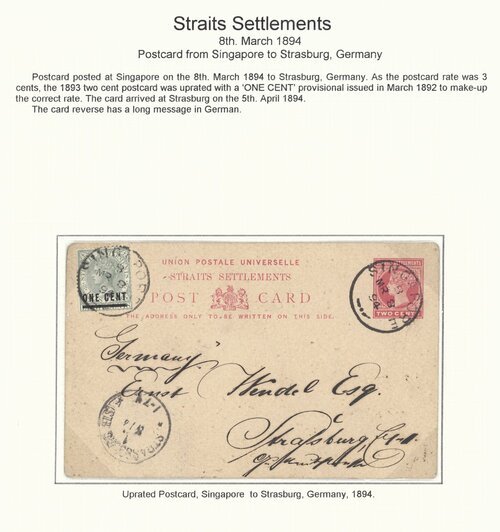 Straits Settlements
8th. March 1894
Postcard from Singapore to Strasburg, Germany
Postcard posted at Singapore on the 8th. March 1894 to Strasburg, Germany. As the postcard rate was 3
cents, the 1893 two cent postcard was uprated with a 'ONE CENT' provisional issued in March 1892 to make-up
the correct rate. The card arrived at Strasburg on the 5th. April 1894.
The card reverse has a long message in German.
UNION POSTALE UNIVERSELLE
STRAITS SETTLEMENTS
POST CARD
THE ADDRESS ONLY TO BE WRITTEN ON THIS SIDE.
ONE CENT
TWO CENTS
Germany
Ernst Wendel Esq.
Strasburg
Uprated Postcard, Singapore to Strasburg, Germany, 1894.